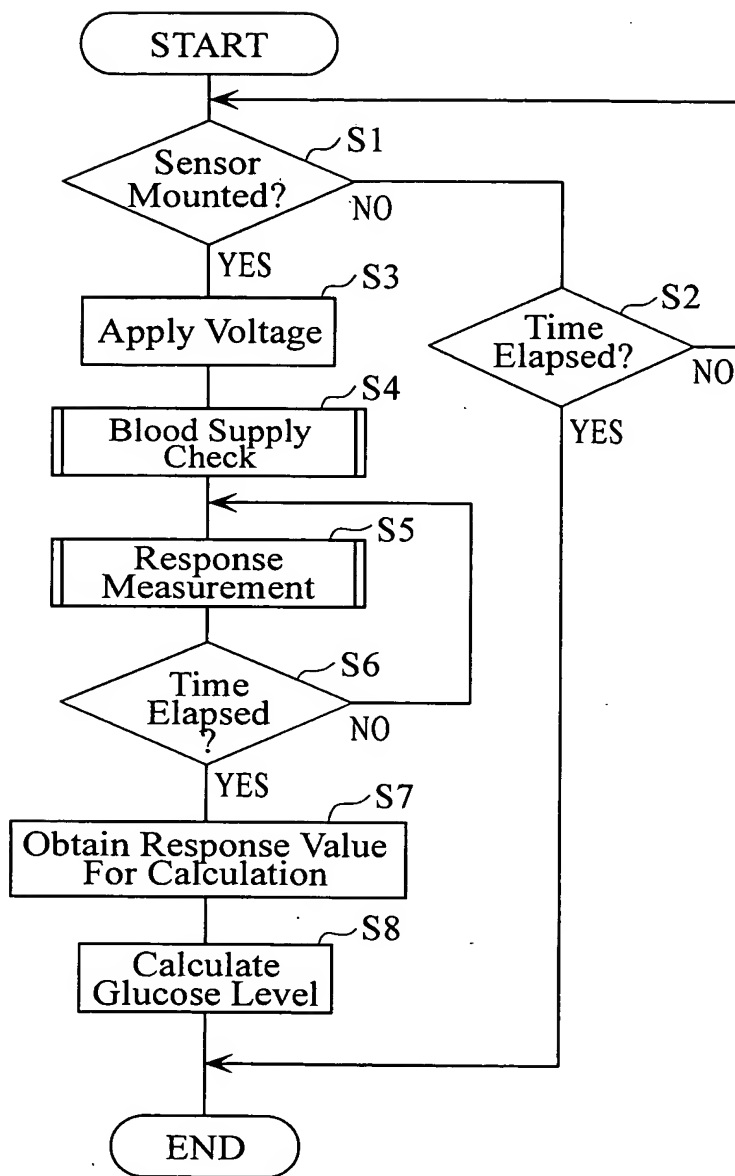 START
S1
Sensor
Mounted?
NO
YES
S3
Apply Voltage
S2
Time
Elapsed?
NO
YES
S4
Blood Supply
Check
S5
Response
Measurement
S6
Time
Elapsed
?
NO
YES
S7
Obtain Response Value
For Calculation
S8
Calculate
Glucose Level
END